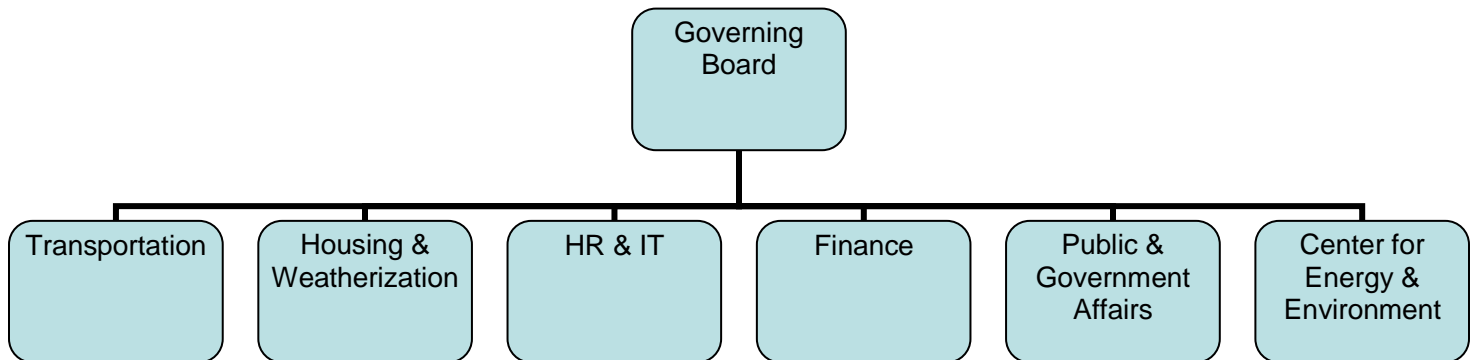 Governing
Board
Transportation
Housing &
Weatherization
HR & IT
Finance
Public &
Government
Affairs
Center for
Energy &
Environment